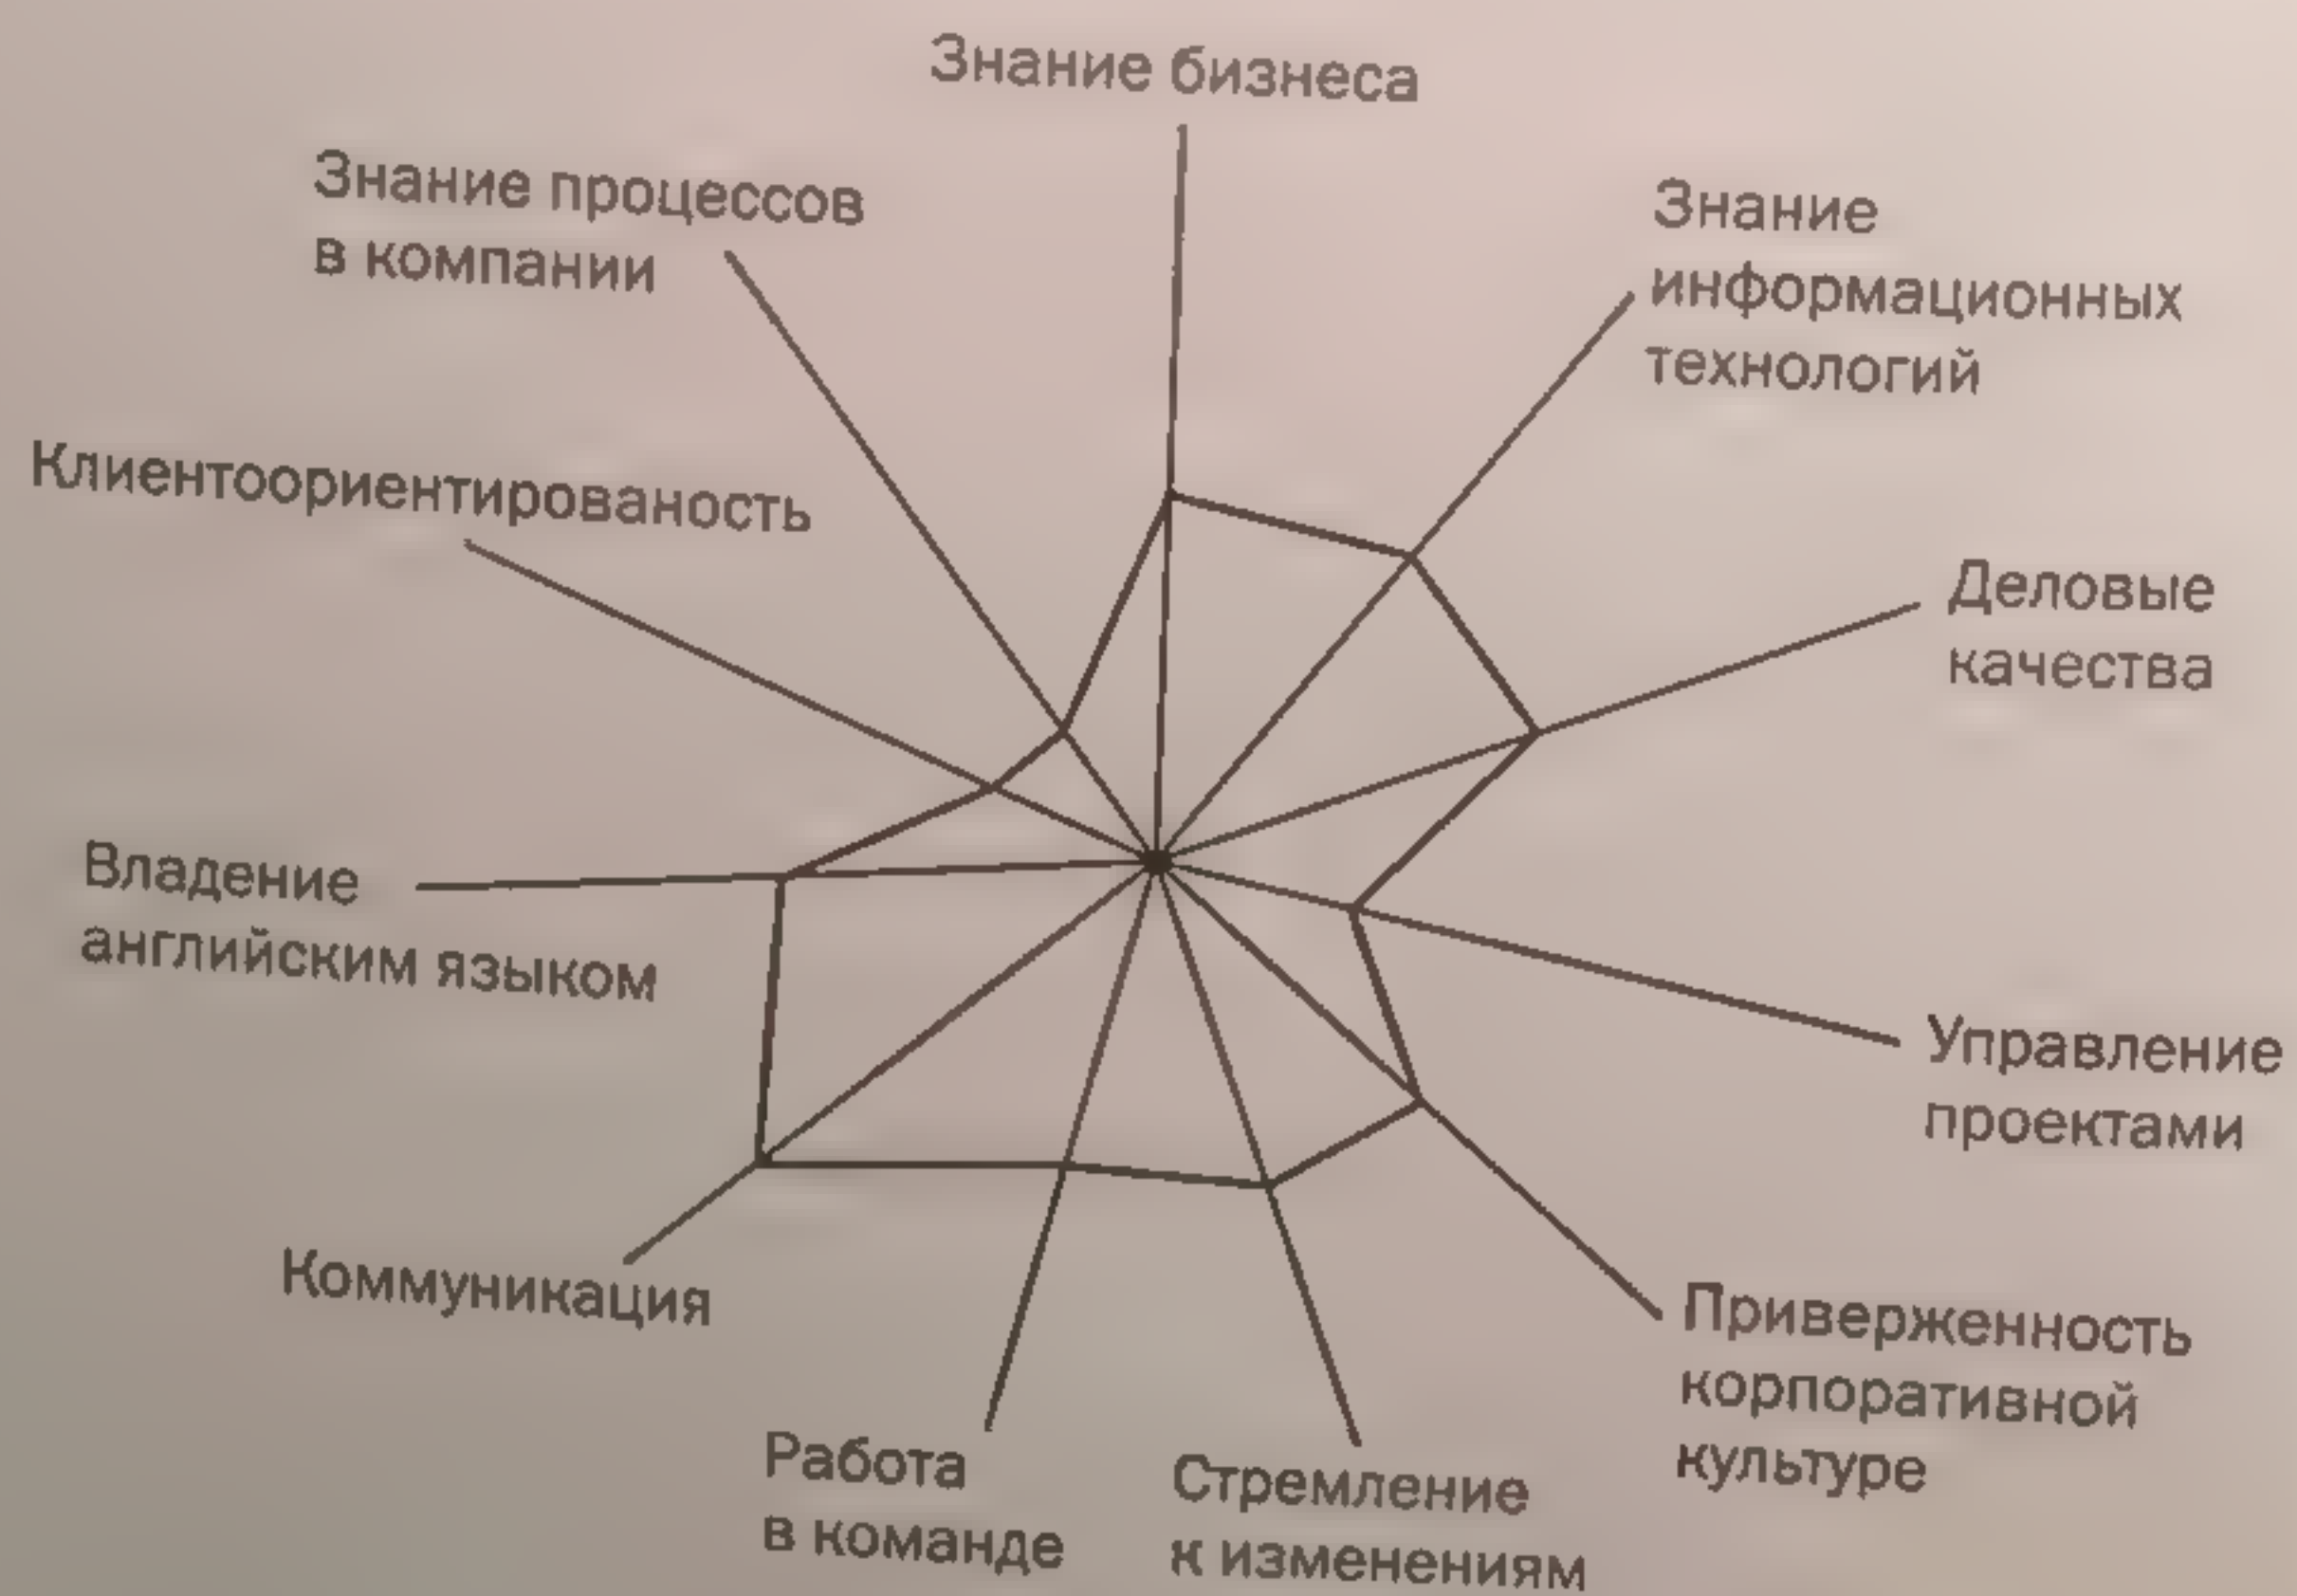 Знание бизнеса
Знание процессов
в компании
Знание
информационных
технологий
Клиентоориентированость
Деловые
качества
Владение
английским языком
Управление
проектами
Коммуникация
Приверженность
корпоративной
культуре
Работа
в команде
Стремление
к изменениям